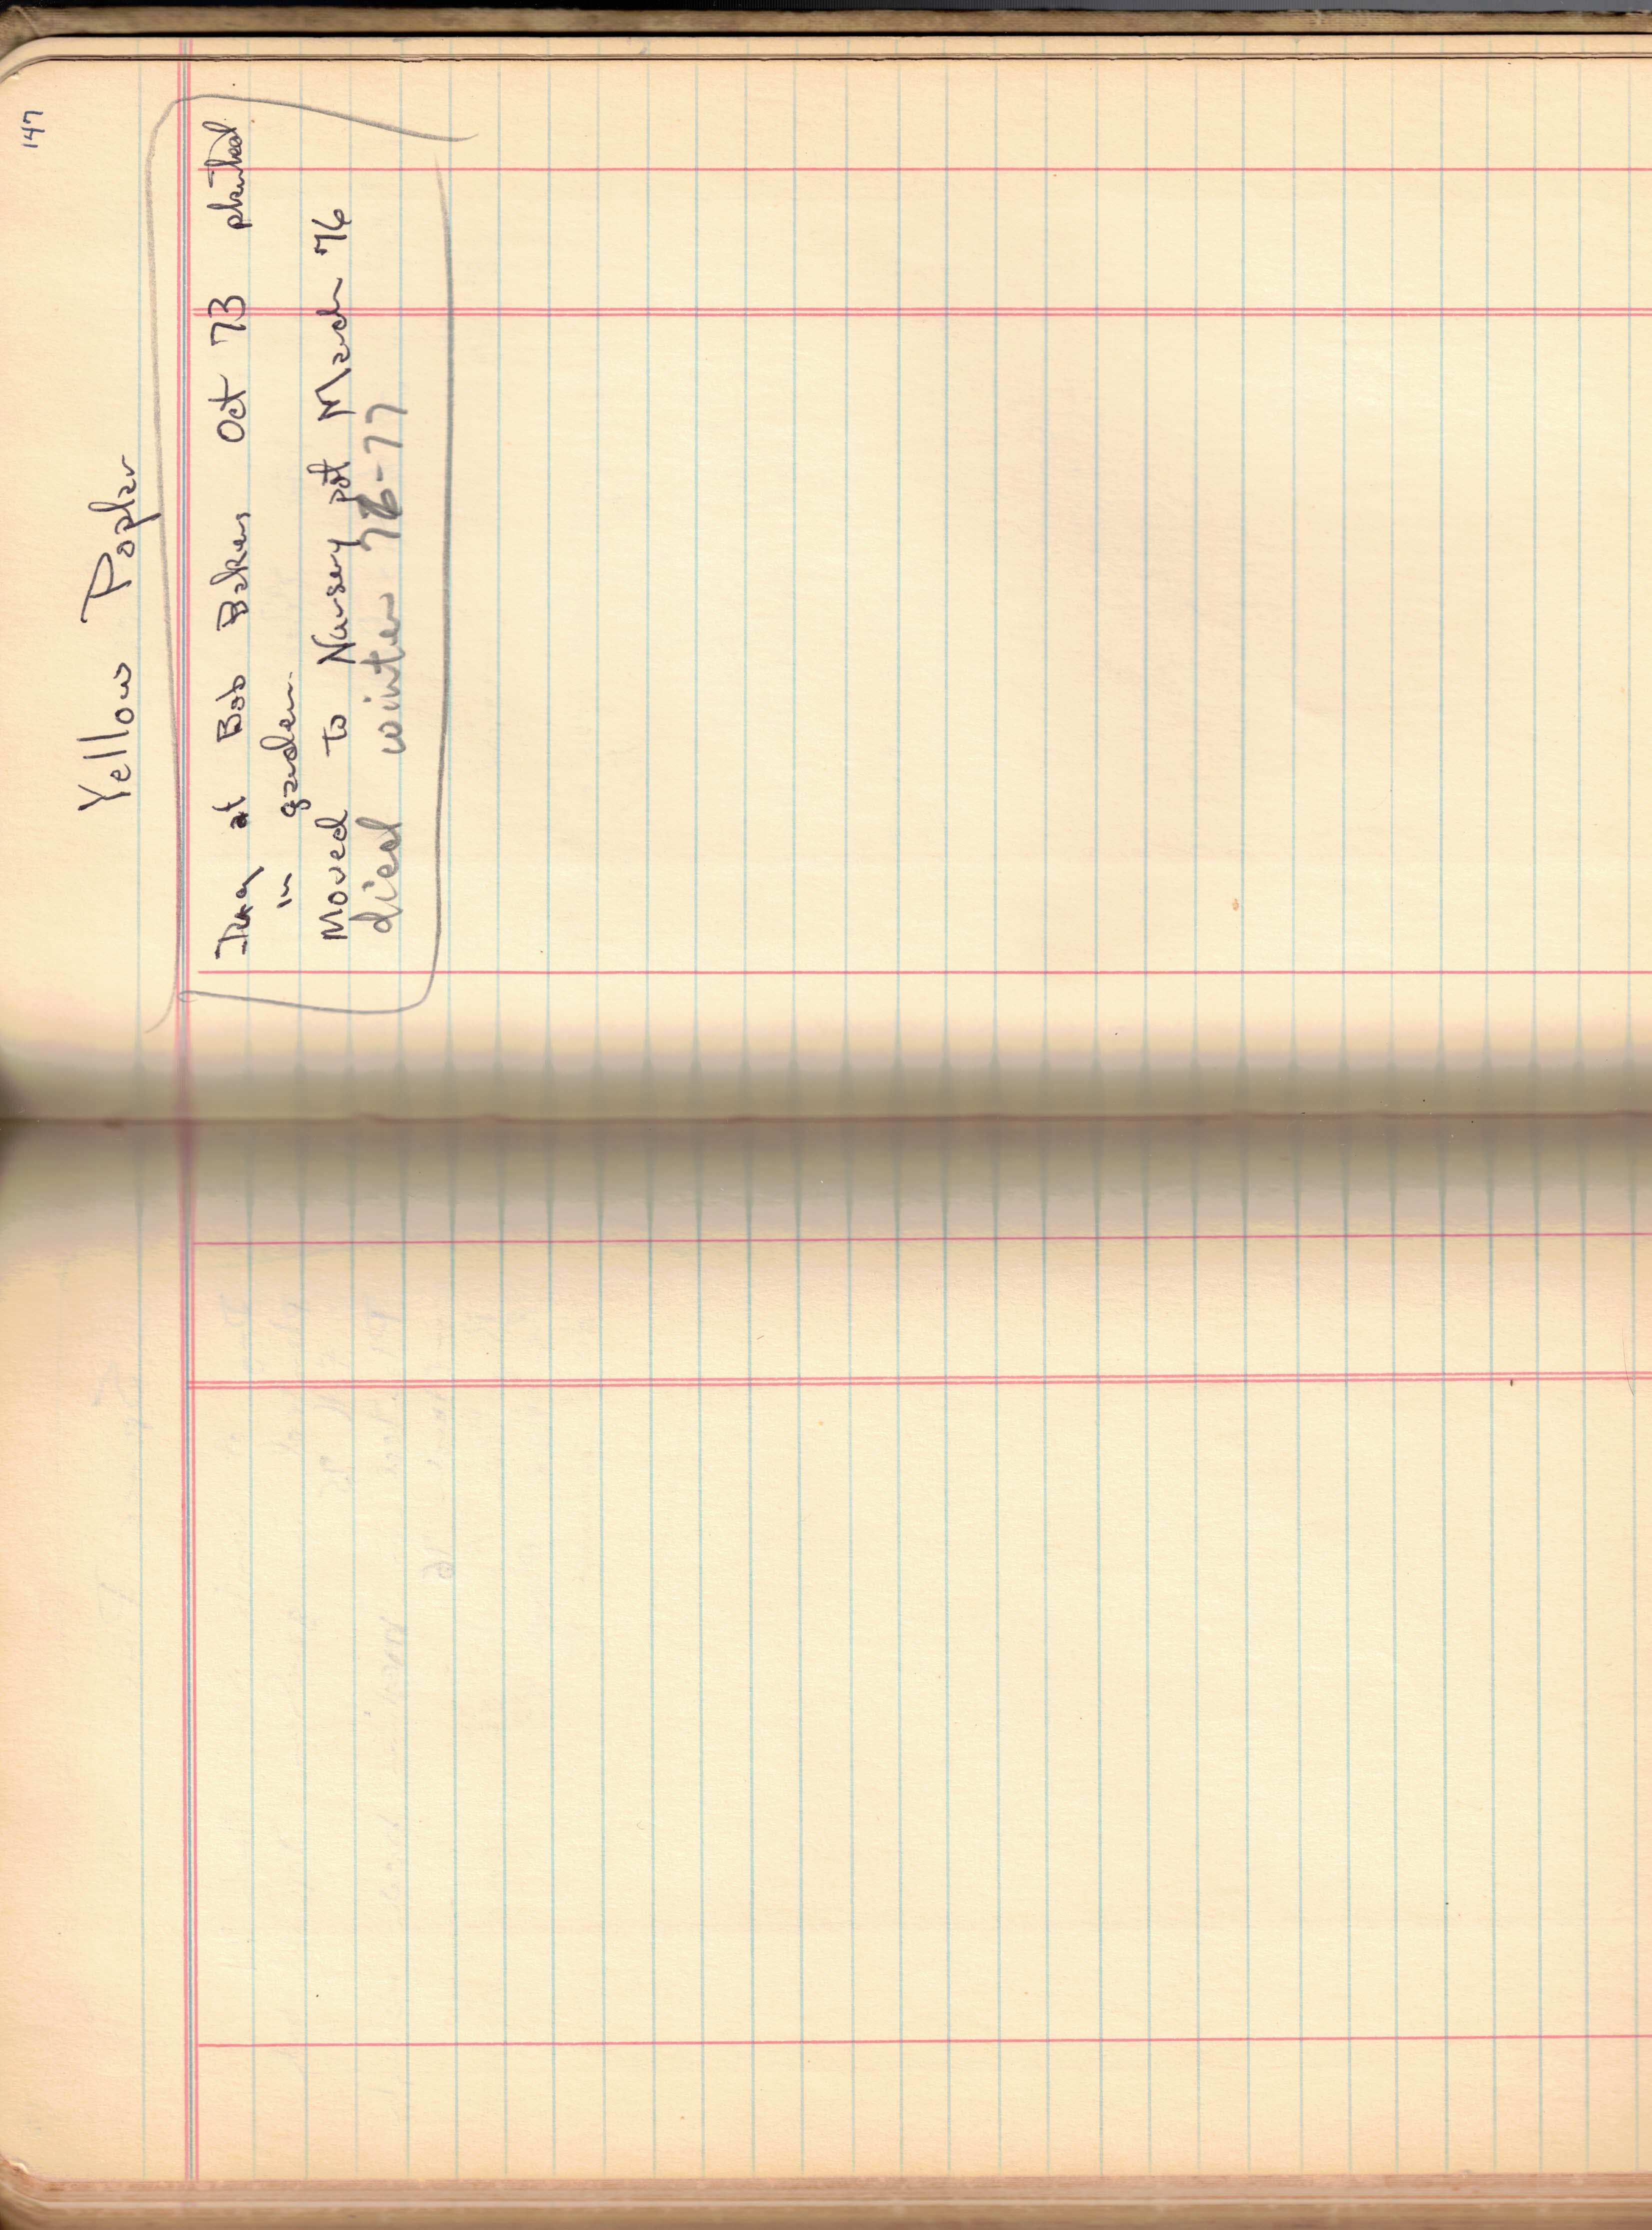 147
Yellow Poplar
Dug at Bob Bakers Oct 73 planted
in garden.
Moved to Nursery pot March 76
died winter 76-77